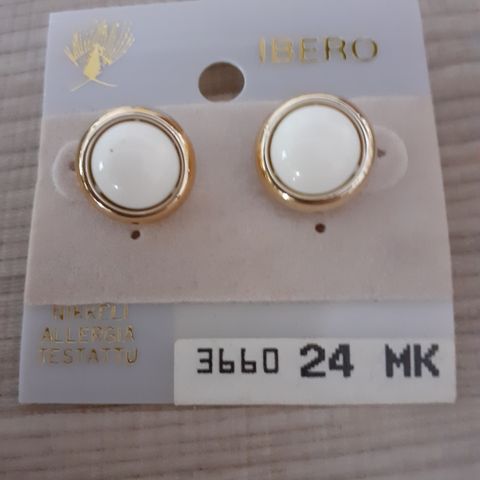 IBERO
NIKKELI
ALLERGIA
TESTATTU
3660 24 MK